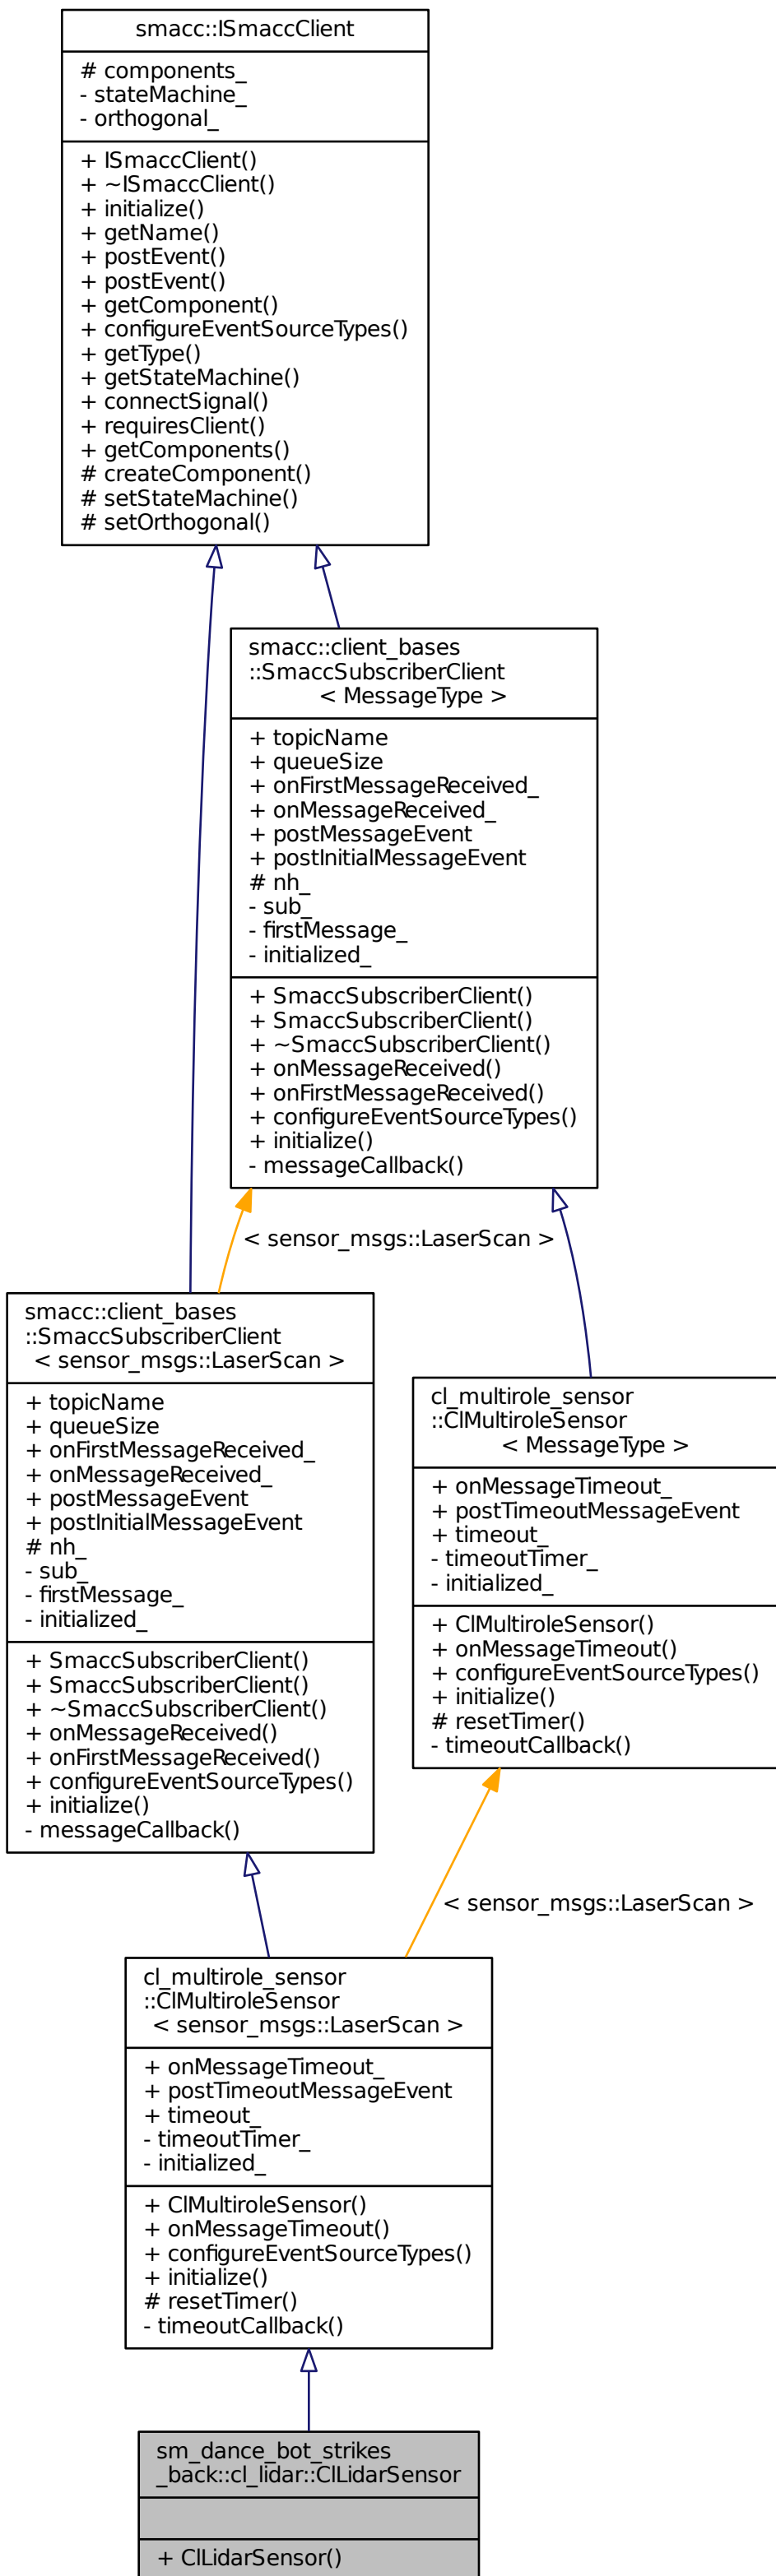 smacc::ISmaccClient
# components_
- stateMachine_
- orthogonal_
+ ISmaccClient()
+ ~ISmaccClient()
+ initialize()
+ getName()
+ postEvent()
+ postEvent()
+ getComponent()
+ configureEventSourceTypes()
+ getType()
+ getStateMachine()
+ connectSignal()
+ requiresClient()
+ getComponents()
# createComponent()
# setStateMachine()
# setOrthogonal()
smacc::client_bases
::SmaccSubscriberClient
< MessageType >
+ topicName
+ queueSize
+ onFirstMessageReceived_
+ onMessageReceived_
+ postMessageEvent
+ postInitialMessageEvent
# nh_
- sub_
- firstMessage_
- initialized_
+ SmaccSubscriberClient()
+ SmaccSubscriberClient()
+ ~SmaccSubscriberClient()
+ onMessageReceived()
+ onFirstMessageReceived()
+ configureEventSourceTypes()
+ initialize()
- messageCallback()
< sensor_msgs::LaserScan >
smacc::client_bases
::SmaccSubscriberClient
< sensor_msgs::LaserScan >
+ topicName
+ queueSize
+ onFirstMessageReceived_
+ onMessageReceived_
+ postMessageEvent
+ postInitialMessageEvent
# nh_
- sub_
- firstMessage_
- initialized_
+ SmaccSubscriberClient()
+ SmaccSubscriberClient()
+ ~SmaccSubscriberClient()
+ onMessageReceived()
+ onFirstMessageReceived()
+ configureEventSourceTypes()
+ initialize()
- messageCallback()
cl_multirole_sensor
::ClMultiroleSensor
< MessageType >
+ onMessageTimeout_
+ postTimeoutMessageEvent
+ timeout_
- timeoutTimer_
- initialized_
+ ClMultiroleSensor()
+ onMessageTimeout()
+ configureEventSourceTypes()
+ initialize()
# resetTimer()
- timeoutCallback()
< sensor_msgs::LaserScan >
cl_multirole_sensor
::ClMultiroleSensor
< sensor_msgs::LaserScan >
+ onMessageTimeout_
+ postTimeoutMessageEvent
+ timeout_
- timeoutTimer_
- initialized_
+ ClMultiroleSensor()
+ onMessageTimeout()
+ configureEventSourceTypes()
+ initialize()
# resetTimer()
- timeoutCallback()
sm_dance_bot_strikes
_back::cl_lidar::ClLidarSensor
+ ClLidarSensor()